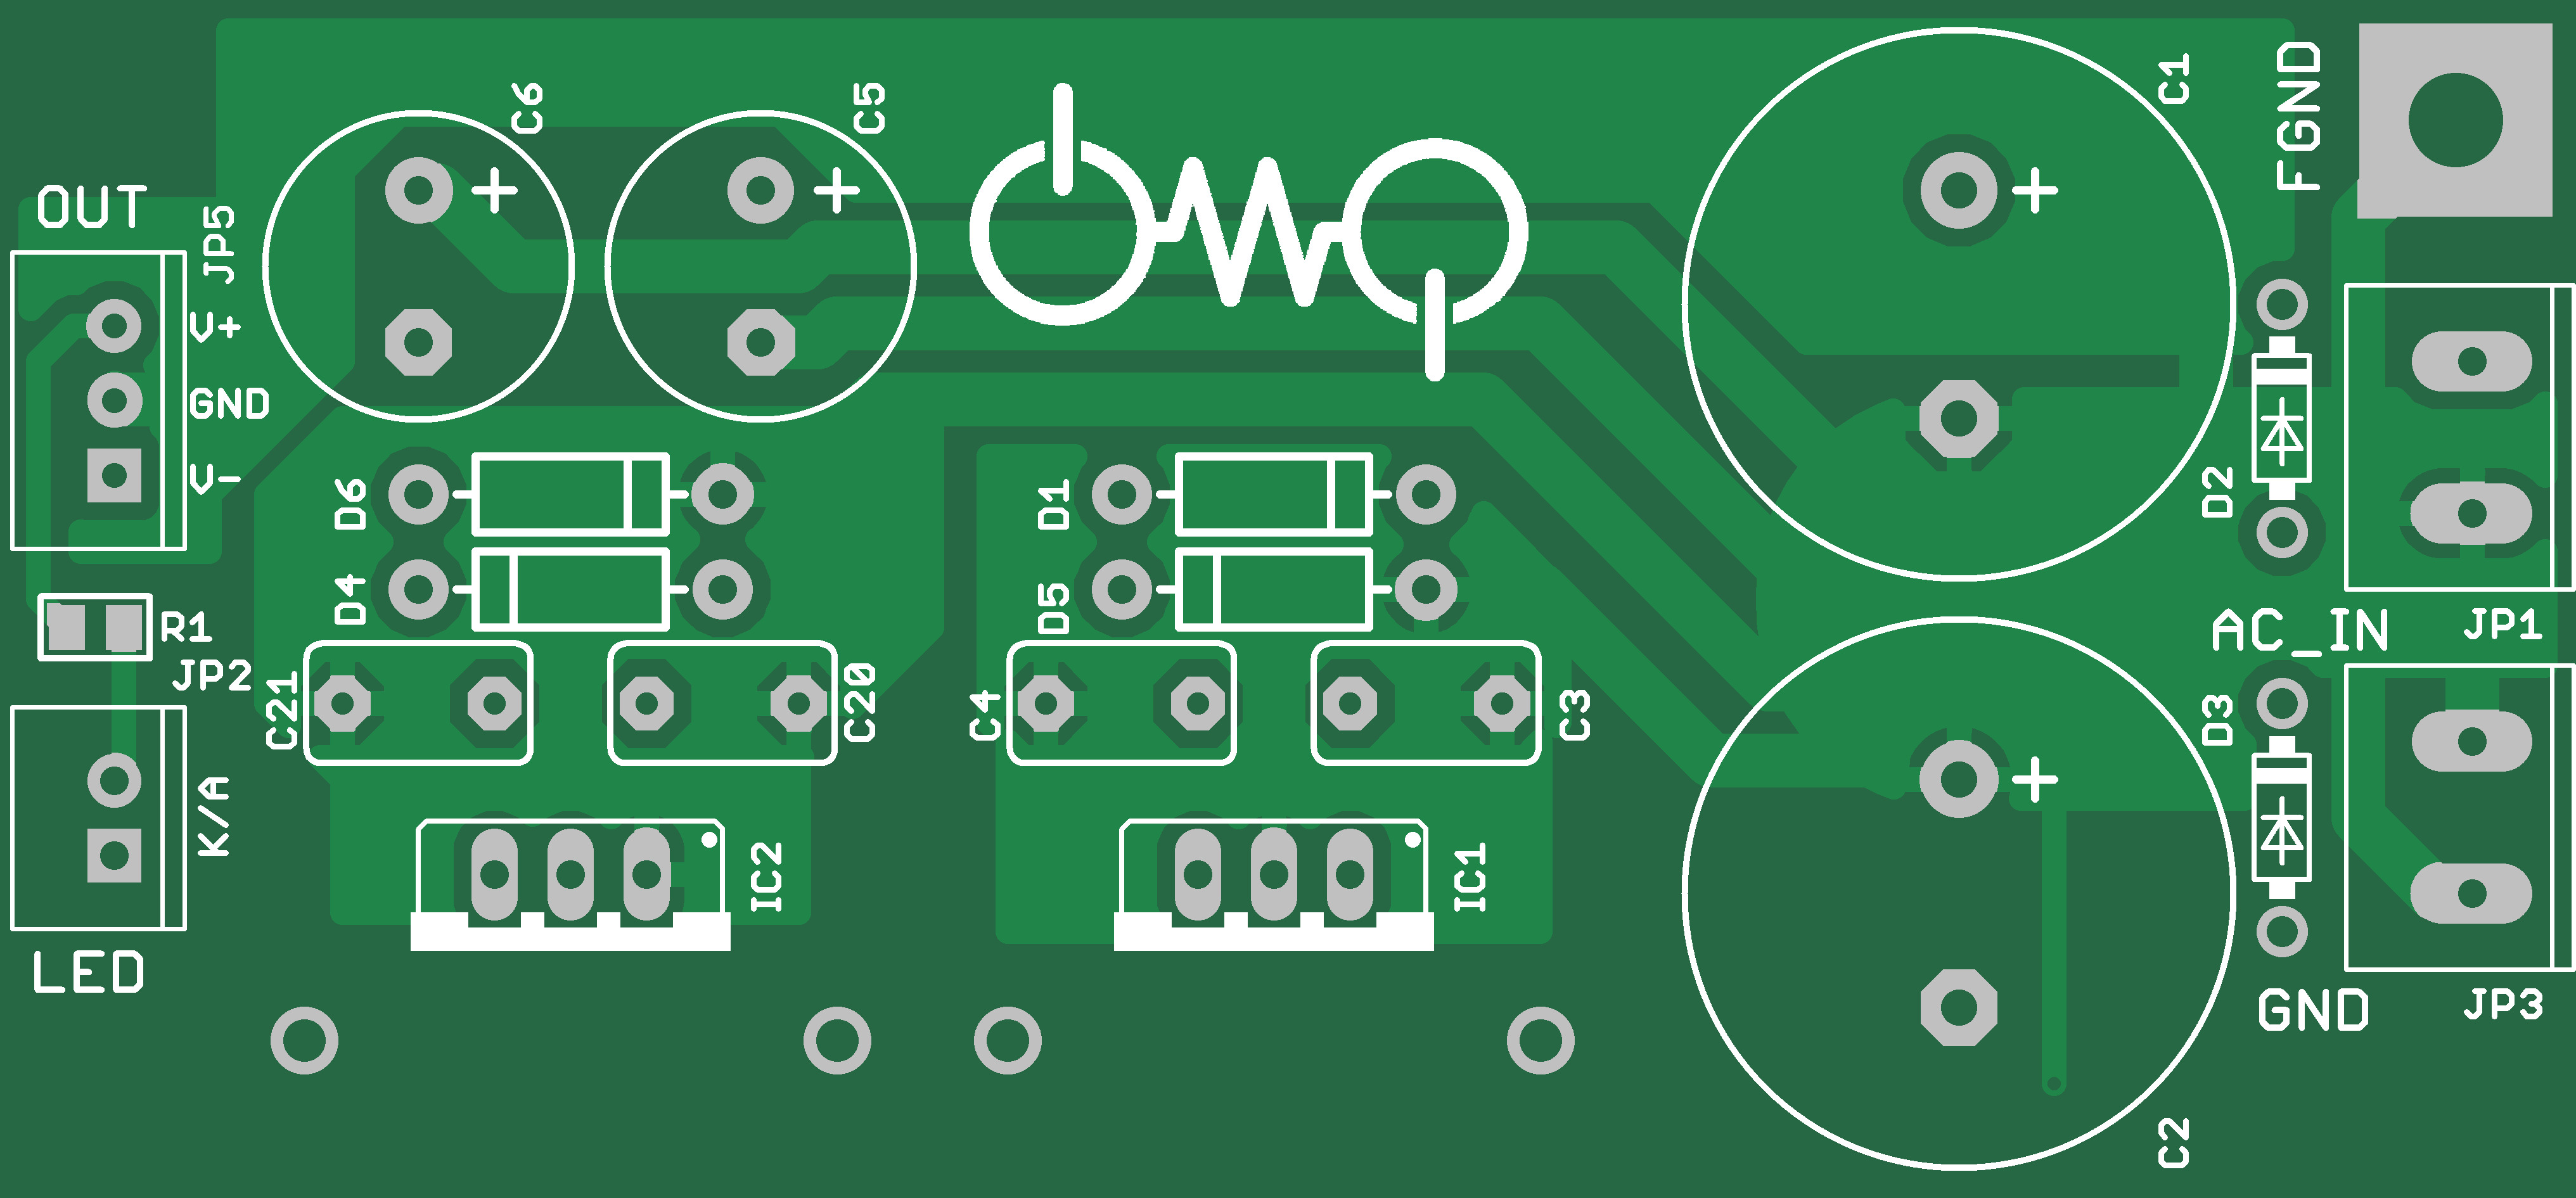 C6
C5
C1
FGND
OUT
JP5
V+
GND
V-
D6
D1
D2
D4
D5
R1
AC_IN
JP1
JP2
C21
C20
C4
C3
D3
K/A
IC2
IC1
LED
GND
JP3
C2
+
+
+
+